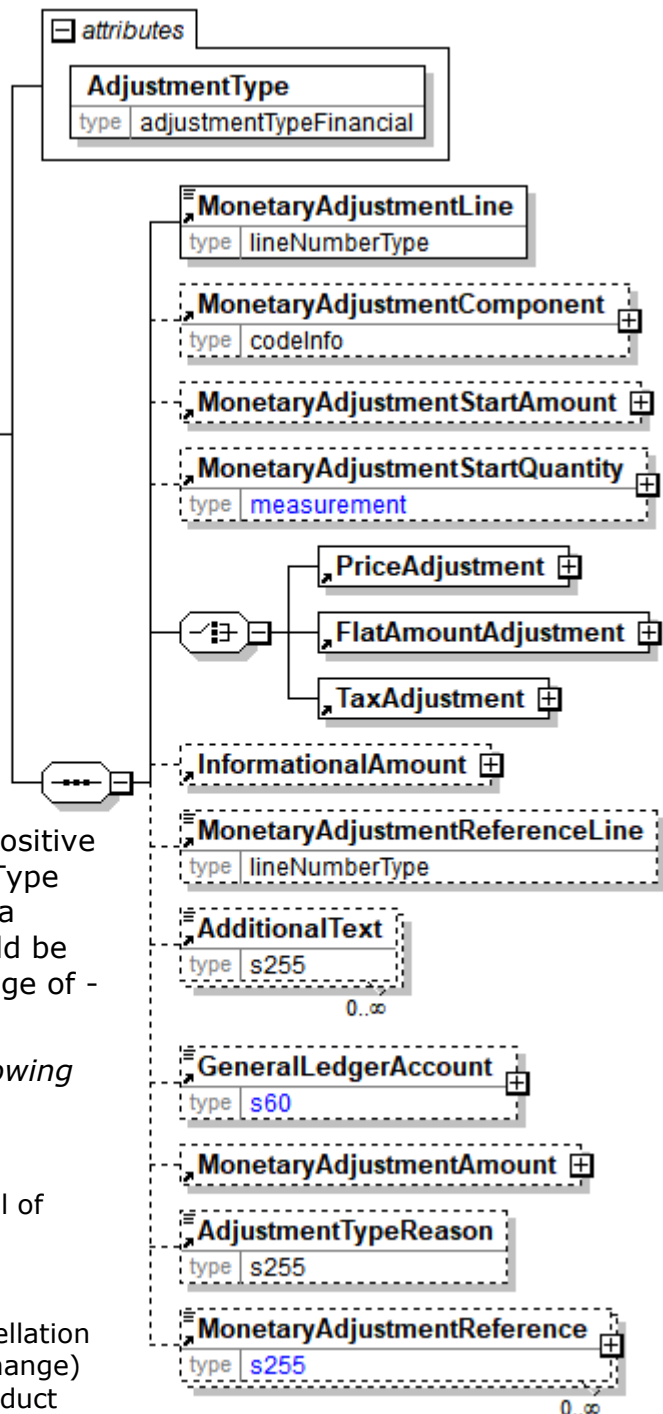 attributes
AdjustmentType
type adjustmentTypeFinancial
MonetaryAdjustmentLine
type lineNumberType
MonetaryAdjustmentComponent
type codeInfo
MonetaryAdjustmentStartAmount
MonetaryAdjustmentStartQuantity
type measurement
PriceAdjustment
FlatAmountAdjustment
TaxAdjustment
InformationalAmount
MonetaryAdjustmentReferenceLine
type lineNumberType
AdditionalText
type s255
0..∞
GeneralLedgerAccount
type s60
MonetaryAdjustmentAmount
AdjustmentTypeReason
type s255
MonetaryAdjustmentReference
type s255
0..∞
ositive
Type
a
ld be
ge of -
owing
l of
ellation
hange)
duct